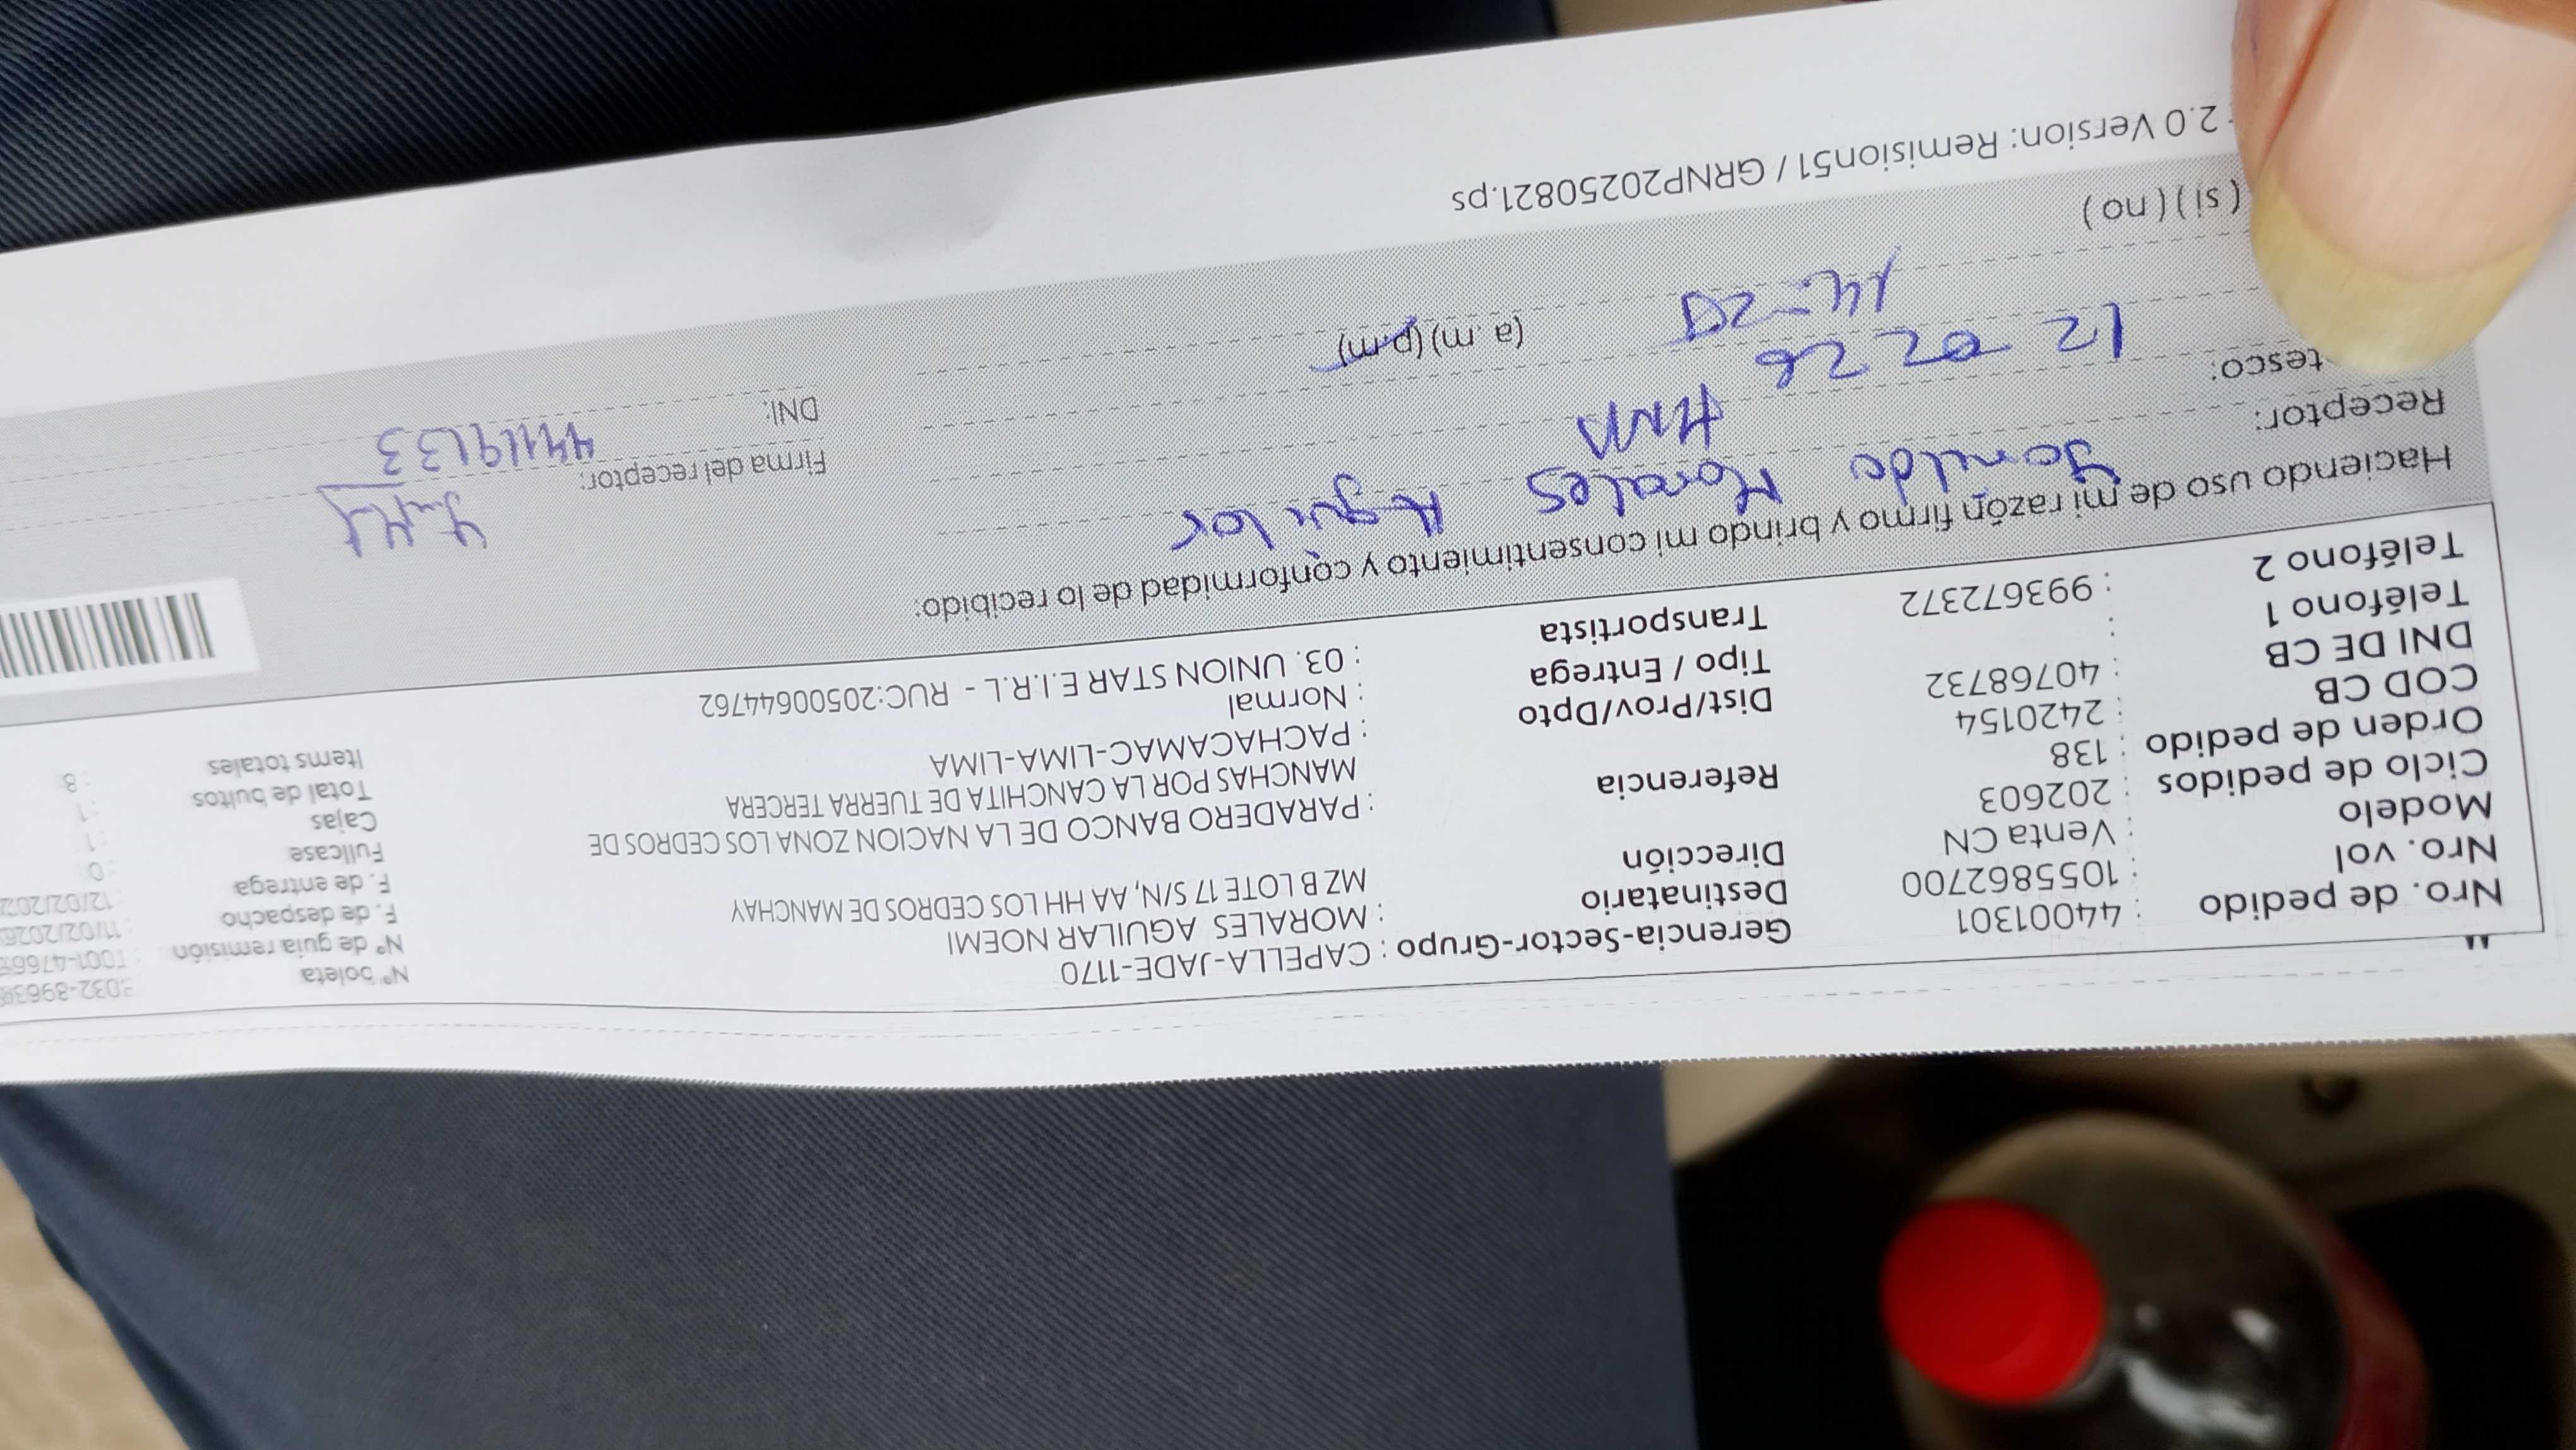 Nro. de pedido : 44001301 Gerencia-Sector-Grupo : CAPELLA-JADE-1170 Nº boleta
Nro. vol : 1055862700 Destinatario : MORALES AGUILAR NOEMI Nº de guía remisión
Modelo : Venta CN Dirección MZ B LOTE 17 S/N, AA HH LOS CEDROS DE MANCHAY F. de despacho : 11/02/2026
Ciclo de pedidos : 202603 Referencia : PARADERO BANCO DE LA NACION ZONA LOS CEDROS DE F. de entrega : 12/02/202
Orden de pedido : 138 MANCHAS POR LA CANCHITA DE TUERRA TERCERA Fullcase : 0
COD CB : 2420154 Dist/Prov/Dpto : PACHACAMAC-LIMA-LIMA Cajas : 1
DNI DE CB : 40768732 Tipo / Entrega : Normal Total de bultos : 1
Teléfono 1 : Transportista : 03. UNION STAR E.I.R.L - RUC:20500644762 Items totales : 8
Teléfono 2 : 993672372
Haciendo uso de mi razón firmo y brindo mi consentimiento y conformidad de lo recibido:
Receptor: Morales Aguilar
tesco:
12 02 26
14:20 (a.m) (p.m)
Firma del receptor:
DNI:
( si ) ( no )
2.0 Version: Remision51 / GRNP20250821.ps